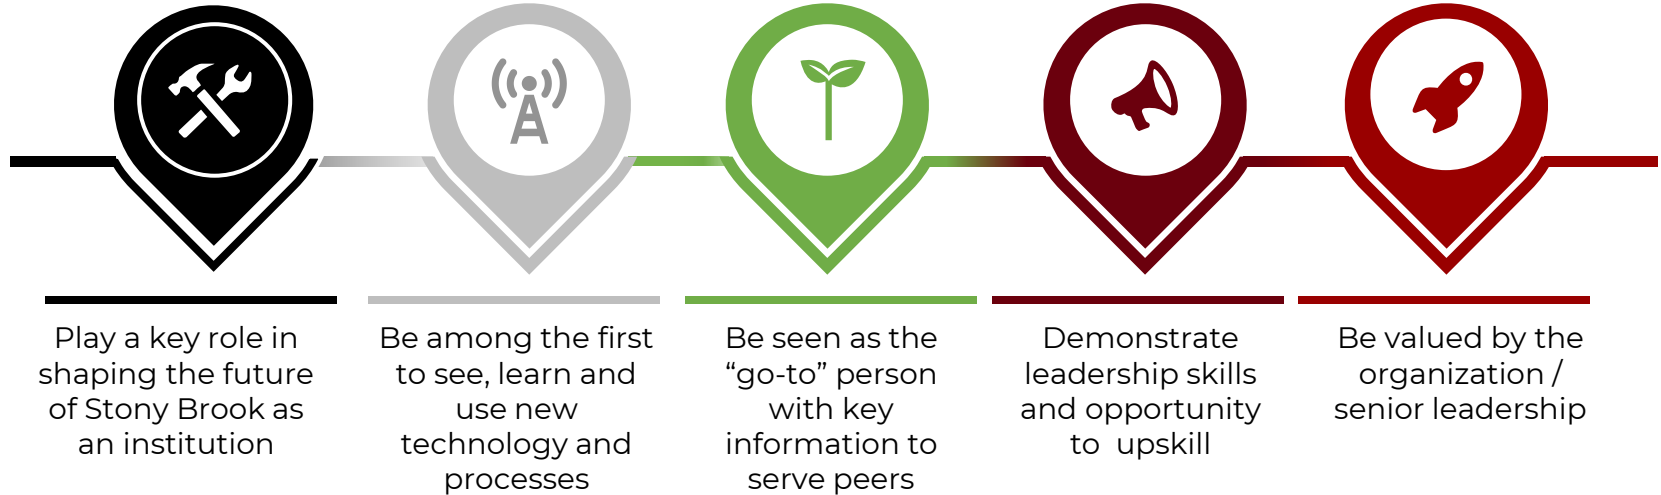 Play a key role in
shaping the future
of Stony Brook as
an institution
Be among the first
to see, learn and
use new
technology and
processes
Be seen as the
“go-to” person
with key
information to
serve peers
Demonstrate
leadership skills
and opportunity
to  upskill
Be valued by the
organization /
senior leadership